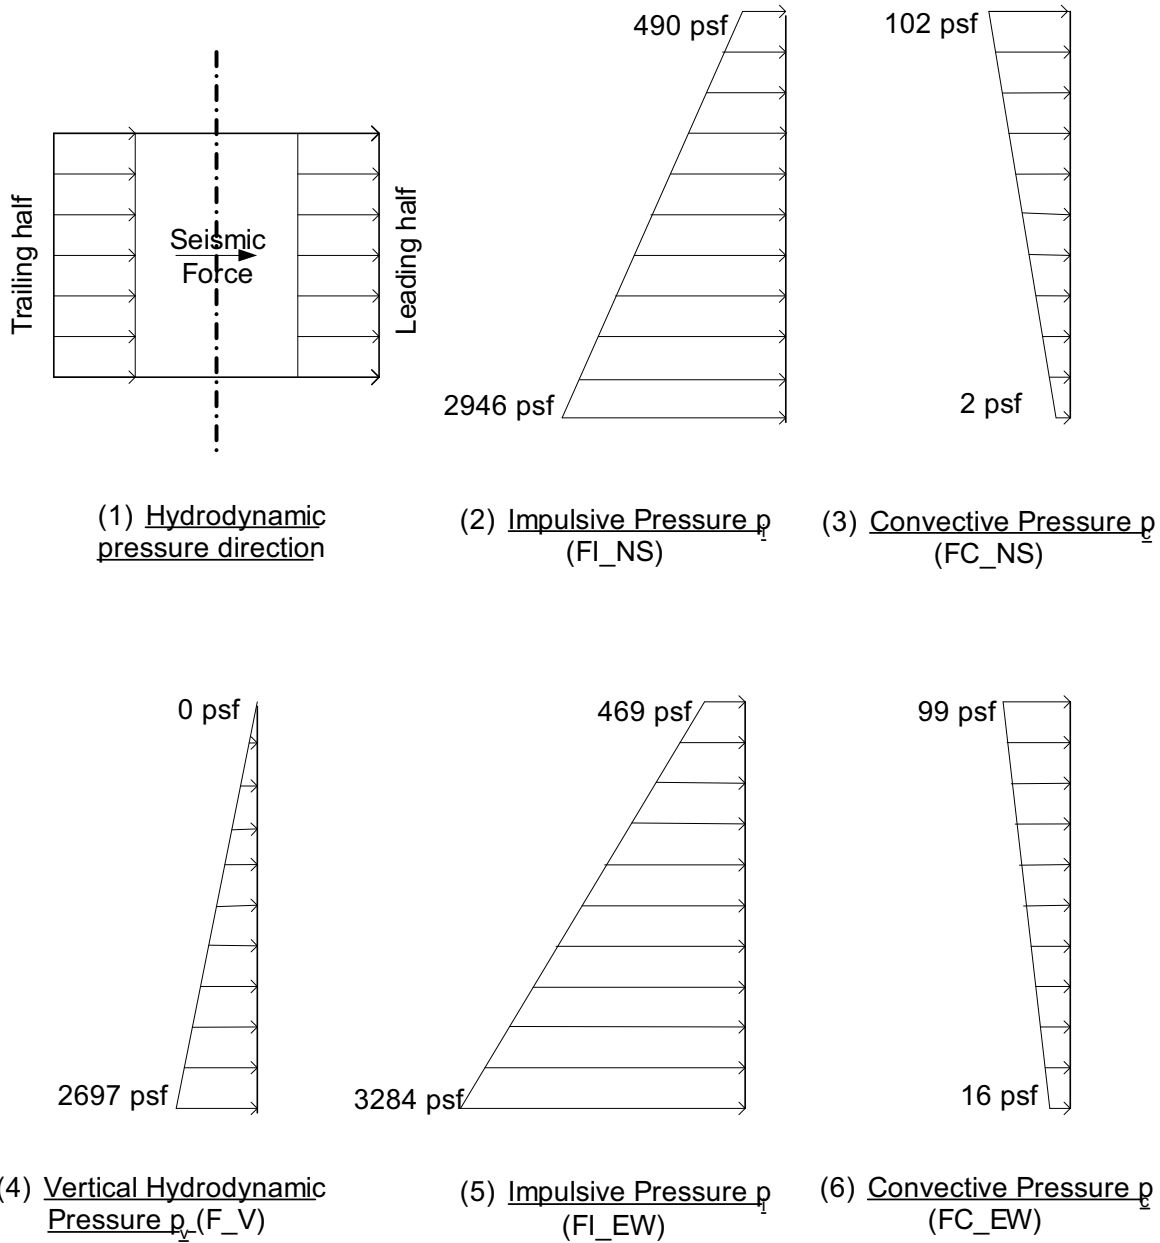 490 psf
102 psf
Trailing half
Seismic
Force
Leading half
2946 psf
2 psf
(1) Hydrodynamic
pressure direction
(2) Impulsive Pressure pi
(FI_NS)
(3) Convective Pressure pc
(FC_NS)
0 psf
469 psf
99 psf
2697 psf
3284 psf
16 psf
(4) Vertical Hydrodynamic
Pressure pv (F_V)
(5) Impulsive Pressure pi
(FI_EW)
(6) Convective Pressure pc
(FC_EW)